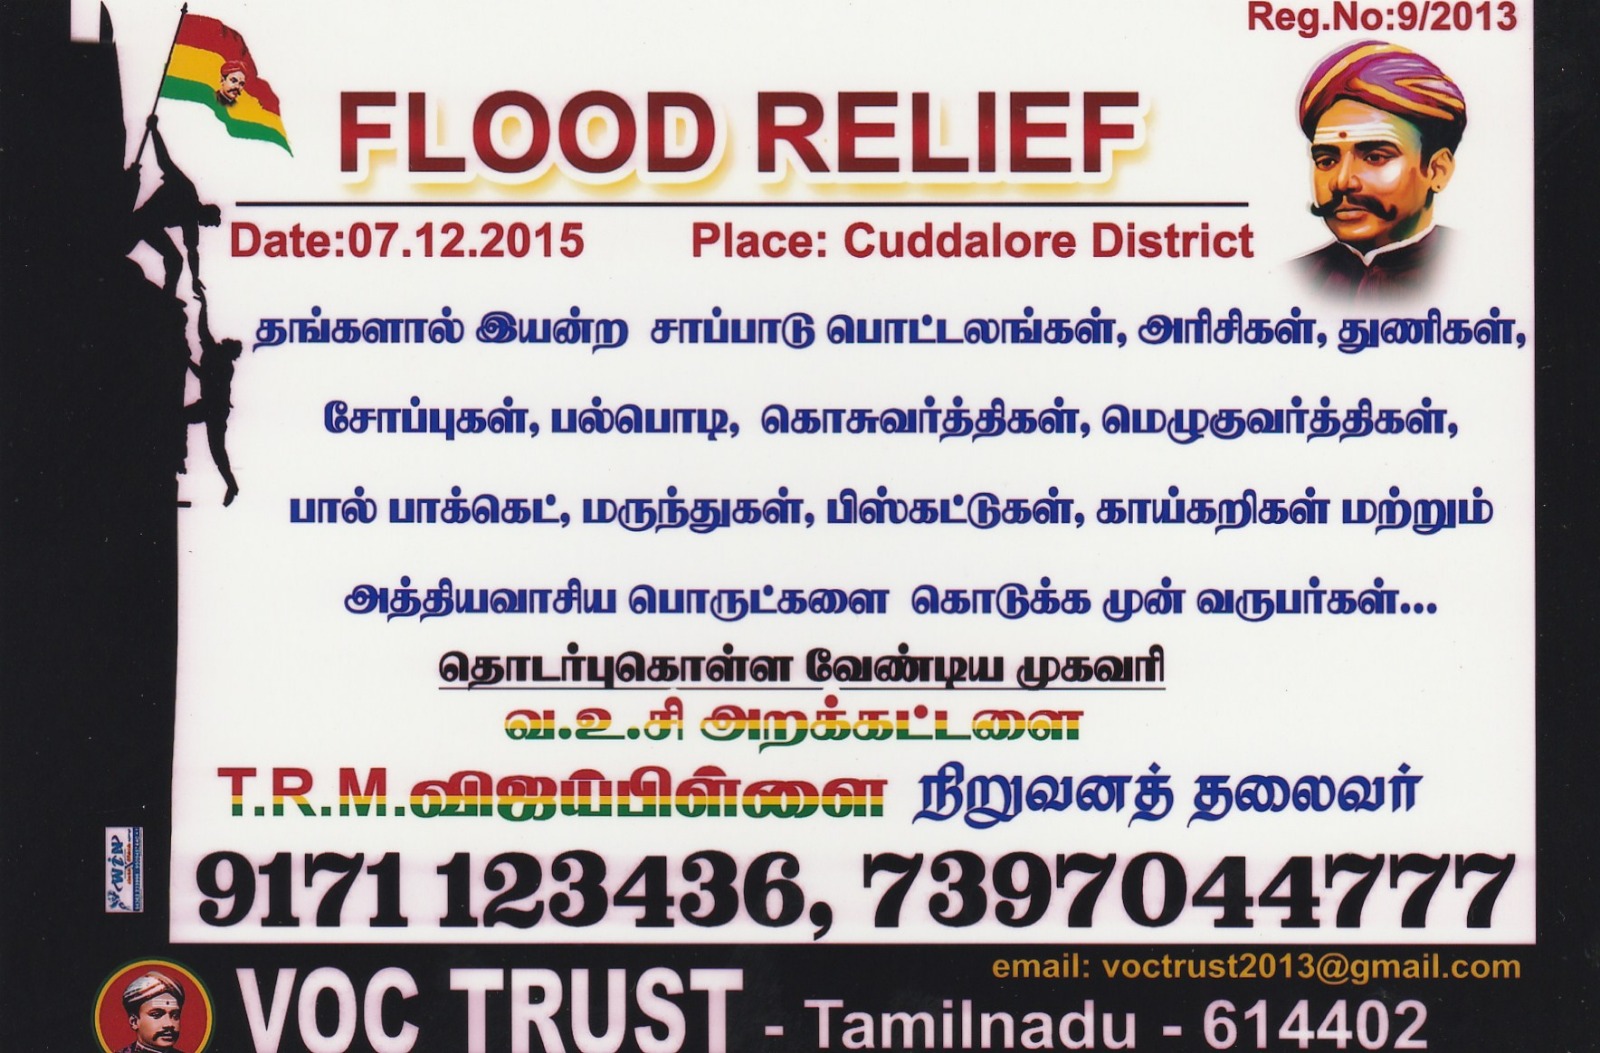 Reg.No:9/2013
FLOOD RELIEF
Date:07.12.2015 Place: Cuddalore District
தங்களால் இயன்ற சாப்பாடு பொட்டலங்கள், அரிசிகள், துணிகள்,
சோப்புகள், பல்பொடி, கொசுவர்த்திகள், மெழுகுவர்த்திகள்,
பால் பாக்கெட், மருந்துகள், பிஸ்கட்டுகள், காய்கறிகள் மற்றும்
அத்தியவாசிய பொருட்களை கொடுக்க முன் வருபர்கள்...
தொடர்புகொள்ள வேண்டிய முகவரி
வ.உ.சி அறக்கட்டளை
T.R.M.விஜய்பிள்ளை நிறுவனத் தலைவர்
9171 123436, 7397044777
email: voctrust2013@gmail.com
VOC TRUST - Tamilnadu - 614402
WIN